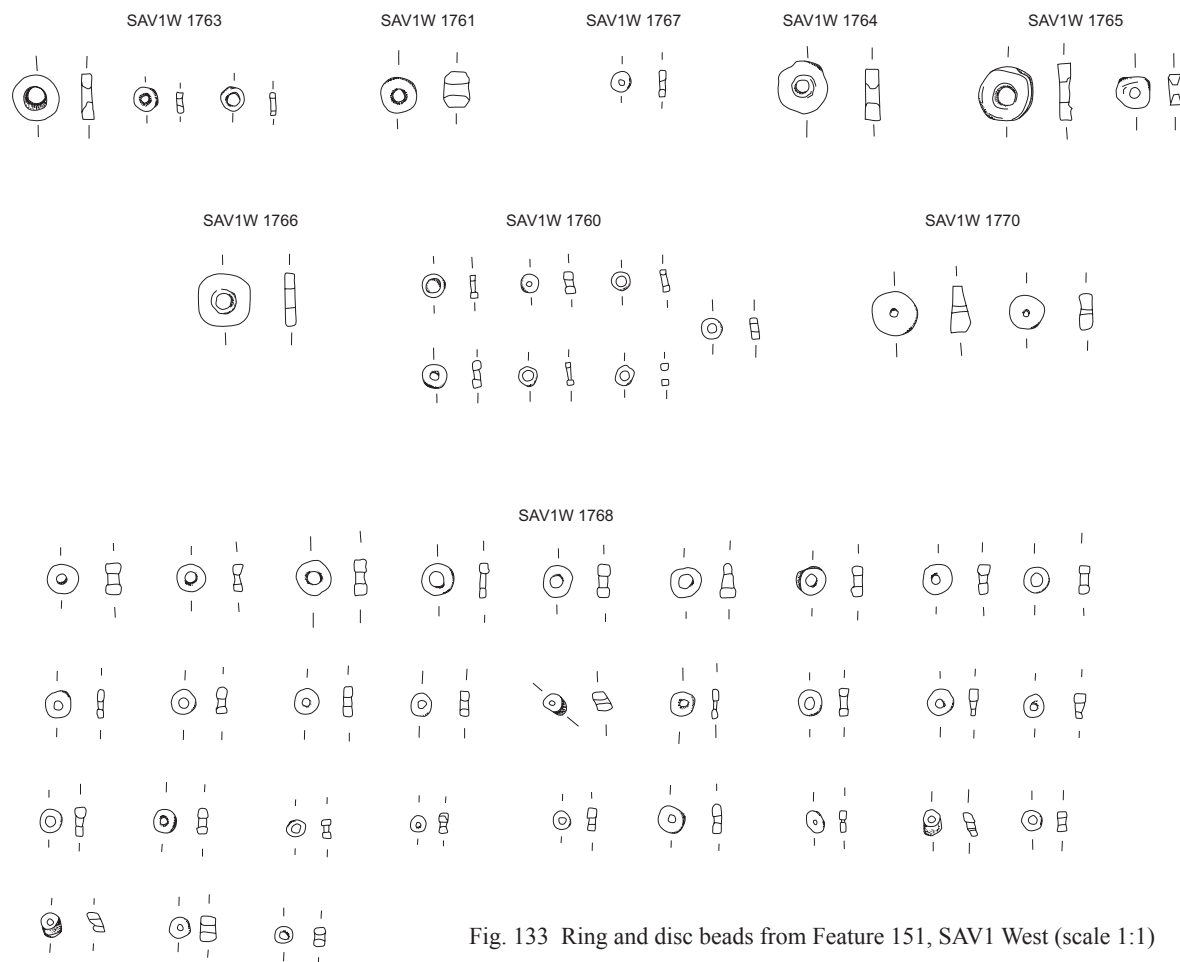 SAV1W 1763
SAV1W 1761
SAV1W 1767
SAV1W 1764
SAV1W 1765
SAV1W 1766
SAV1W 1760
SAV1W 1770
SAV1W 1768
Fig. 133 Ring and disc beads from Feature 151, SAV1 West (scale 1:1)